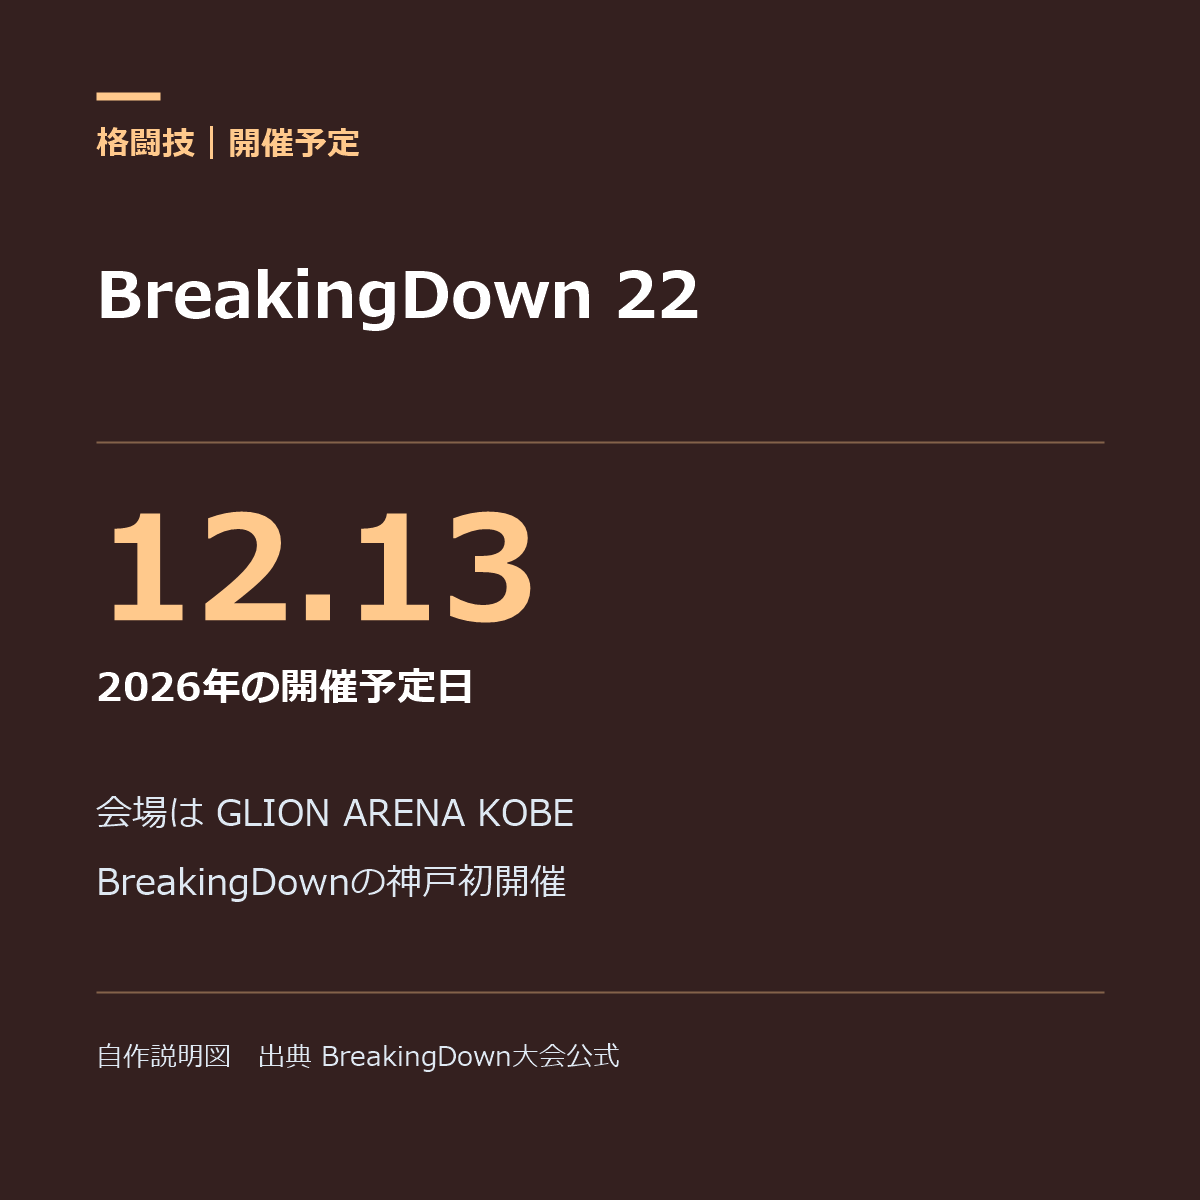 格闘技｜開催予定
BreakingDown 22
12.13
2026年の開催予定日
会場は GLION ARENA KOBE
BreakingDownの神戸初開催
自作説明図　出典 BreakingDown大会公式